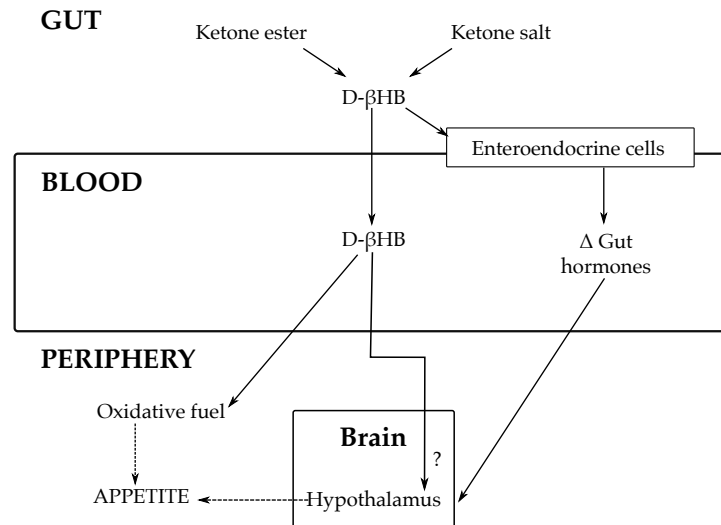 GUT
Ketone ester
Ketone salt
D-βHB
Enteroendocrine cells
BLOOD
D-βHB
Δ Gut
hormones
PERIPHERY
Oxidative fuel
Brain
?
APPETITE
Hypothalamus